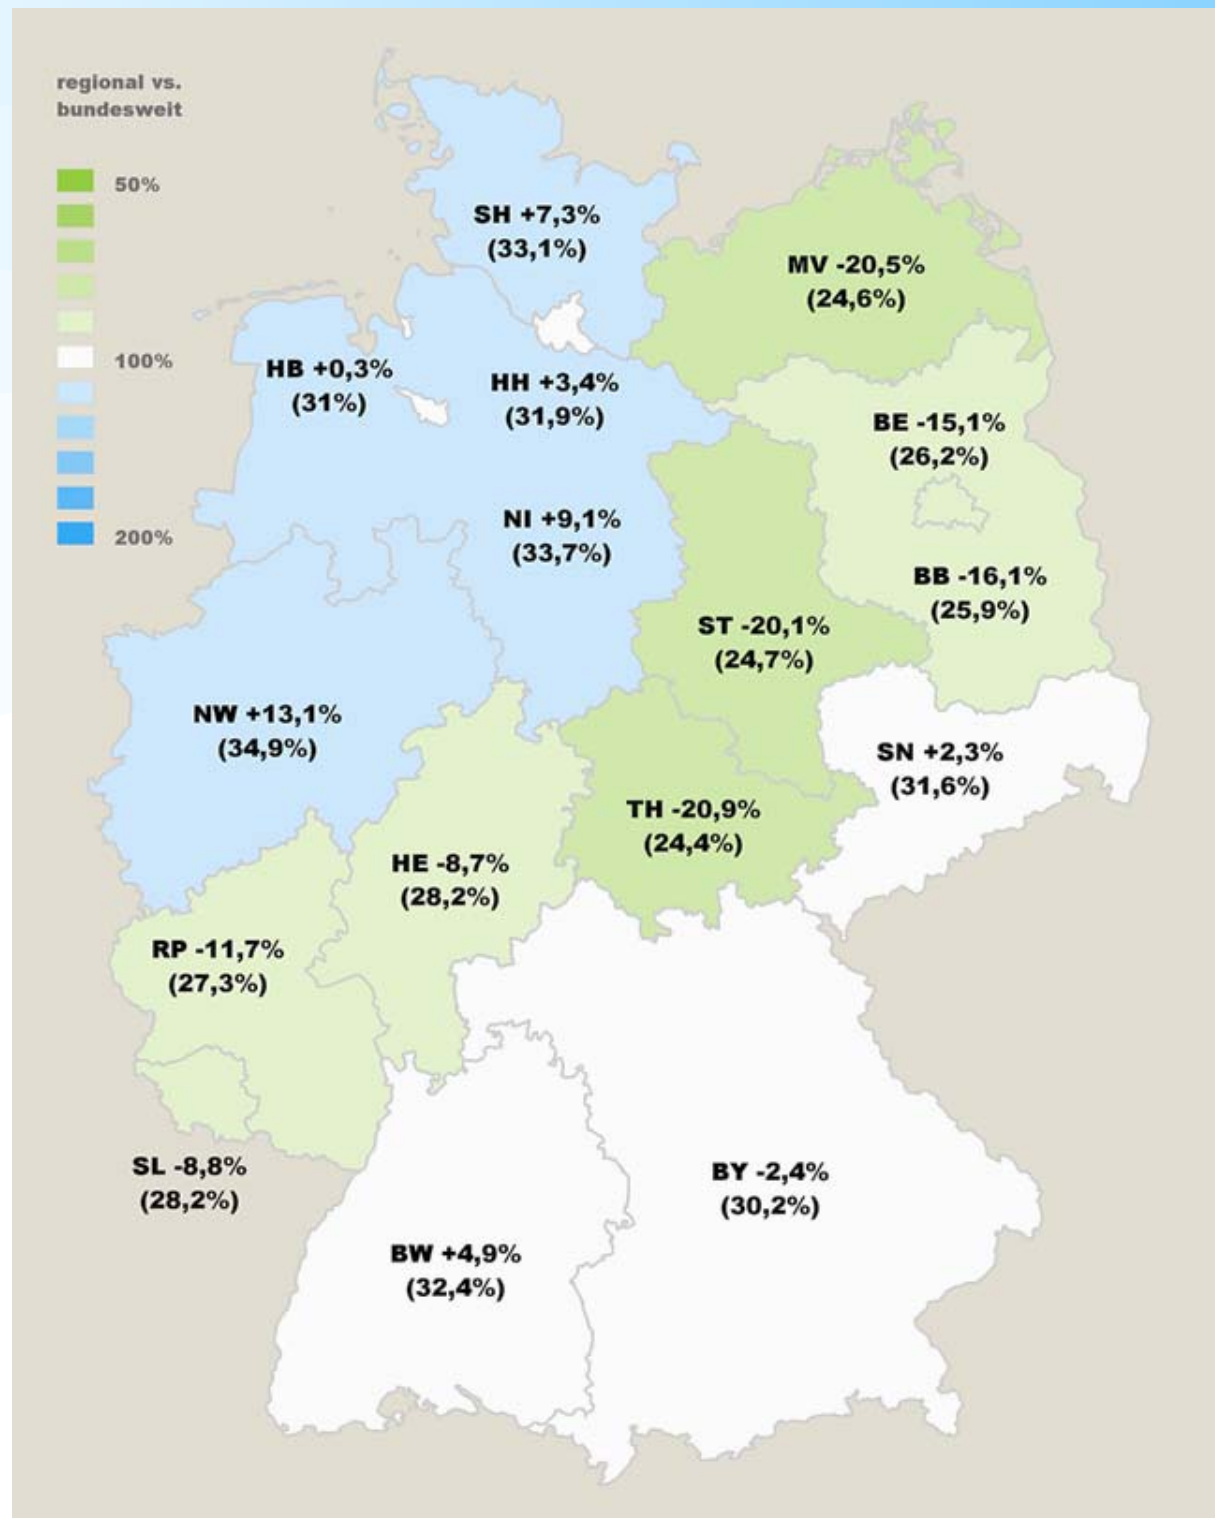 regional vs.
bundesweit
50%
100%
200%
SH +7,3%
(33,1%)
MV -20,5%
(24,6%)
HB +0,3%
(31%)
HH +3,4%
(31,9%)
BE -15,1%
(26,2%)
NI +9,1%
(33,7%)
BB -16,1%
(25,9%)
ST -20,1%
(24,7%)
NW +13,1%
(34,9%)
SN +2,3%
(31,6%)
TH -20,9%
(24,4%)
HE -8,7%
(28,2%)
RP -11,7%
(27,3%)
SL -8,8%
(28,2%)
BY -2,4%
(30,2%)
BW +4,9%
(32,4%)